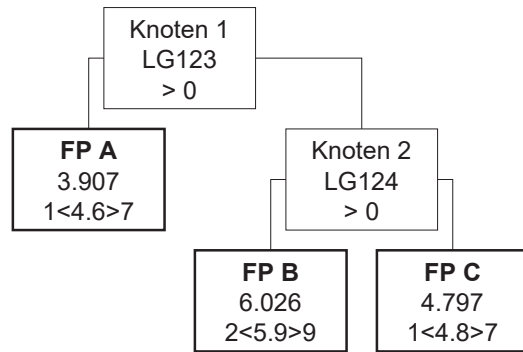 Knoten 1
LG123
> 0
FP A
3.907
1<4.6>7
Knoten 2
LG124
> 0
FP B
6.026
2<5.9>9
FP C
4.797
1<4.8>7